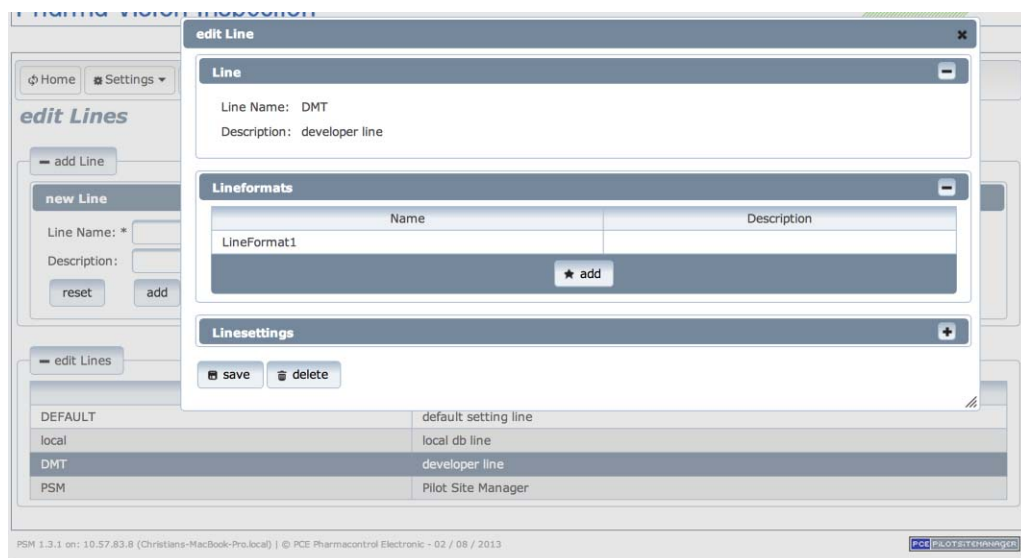 Pharma Vision Inspection
edit Line
Home
Settings
edit Lines
add Line
new Line
Line Name: *
Description:
reset
add
Line
Line Name: DMT
Description: developer line
Lineformats
Name Description
LineFormat1
add
Linesettings
save
delete
edit Lines
DEFAULT default setting line
local local db line
DMT developer line
PSM Pilot Site Manager
PSM 1.3.1 on: 10.57.83.8 (Christians-MacBook-Pro.local) | © PCE Pharmacontrol Electronic - 02 / 08 / 2013
PCE PILOTSITEMANAGER